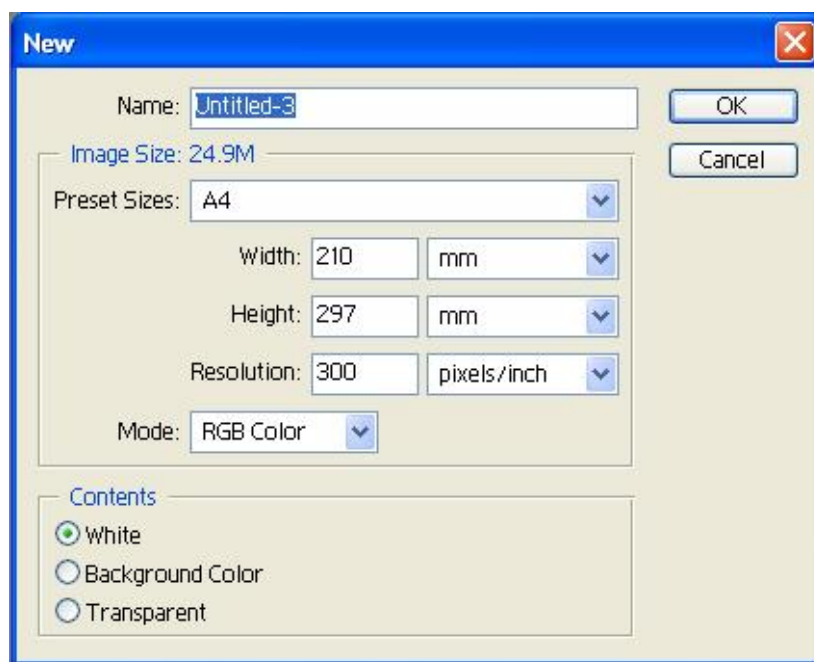 New
Name: Untitled-3
OK
Image Size: 24.9M
Cancel
Preset Sizes: A4
Width: 210 mm
Height: 297 mm
Resolution: 300 pixels/inch
Mode: RGB Color
Contents
White
Background Color
Transparent